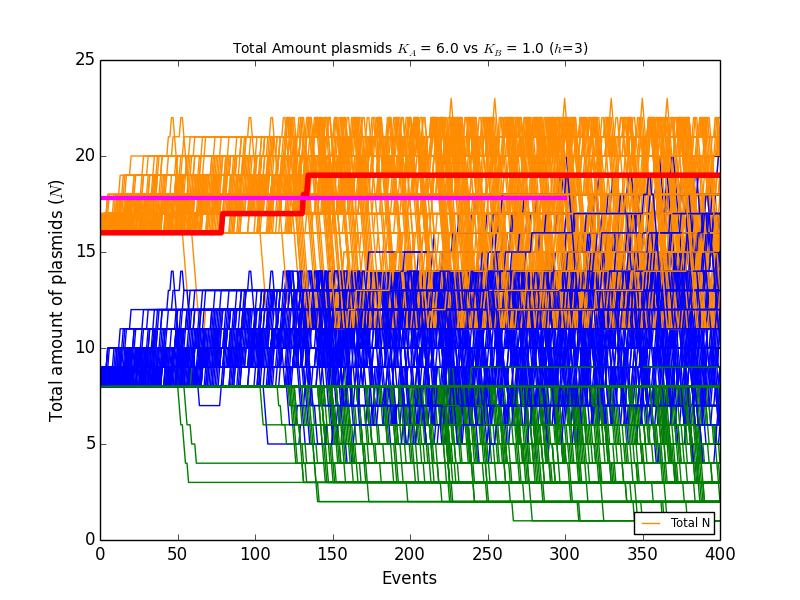 Total Amount plasmids $K_A$ = 6.0 vs $K_B$ = 1.0 ($h$=3)
25
20
15
10
5
0
Total amount of plasmids ($N$)
0 50 100 150 200 250 300 350 400
Events
Total N